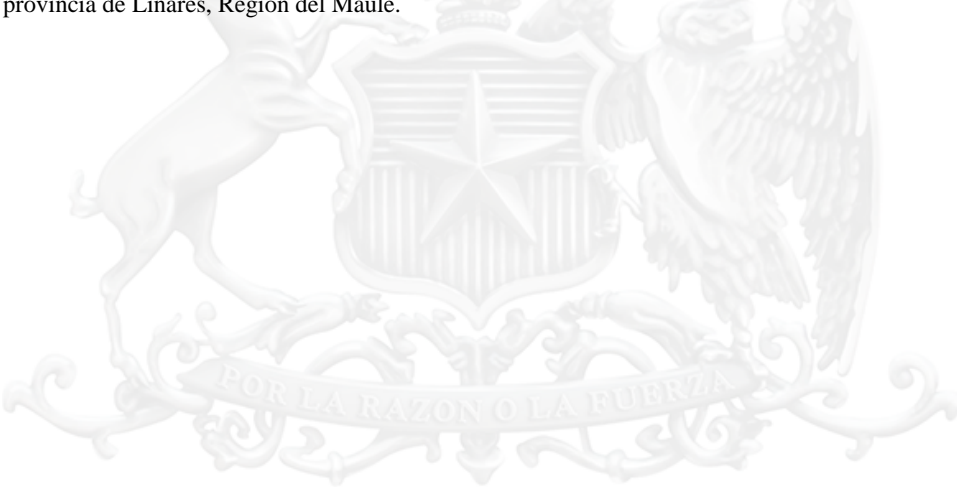 provincia de Linares, Región del Maule.
POR LA RAZON O LA FUERZA